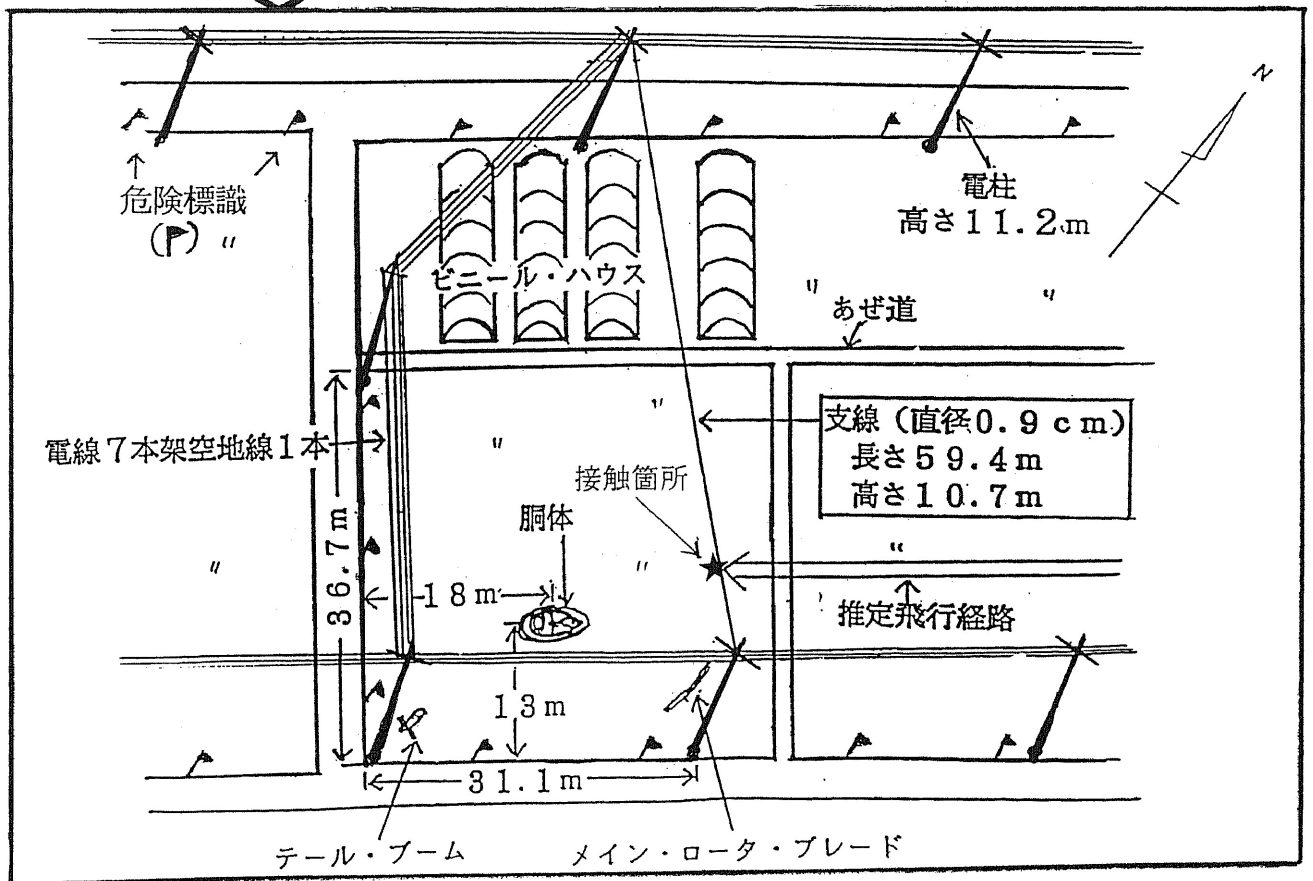 N
危険標識
(　) 〃
電柱
高さ11.2m
ビニール・ハウス
〃
〃
あぜ道
〃
支線（直径0.9cm）
長さ59.4m
高さ10.7m
電線7本架空地線1本
〃
接触箇所
胴体
36.7m
〃
〃
〃
18m
推定飛行経路
13m
31.1m
テール・ブーム
メイン・ロータ・ブレード